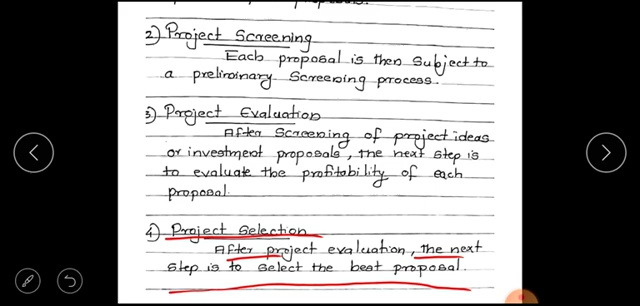 2) Project Screening
Each proposal is then subject to
a preliminary screening process.
3) Project Evaluation
After screening of project ideas
or investment proposals, the next step is
to evaluate the profitability of each
proposal.
4) Project Selection
After project evaluation, the next
step is to select the best proposal.